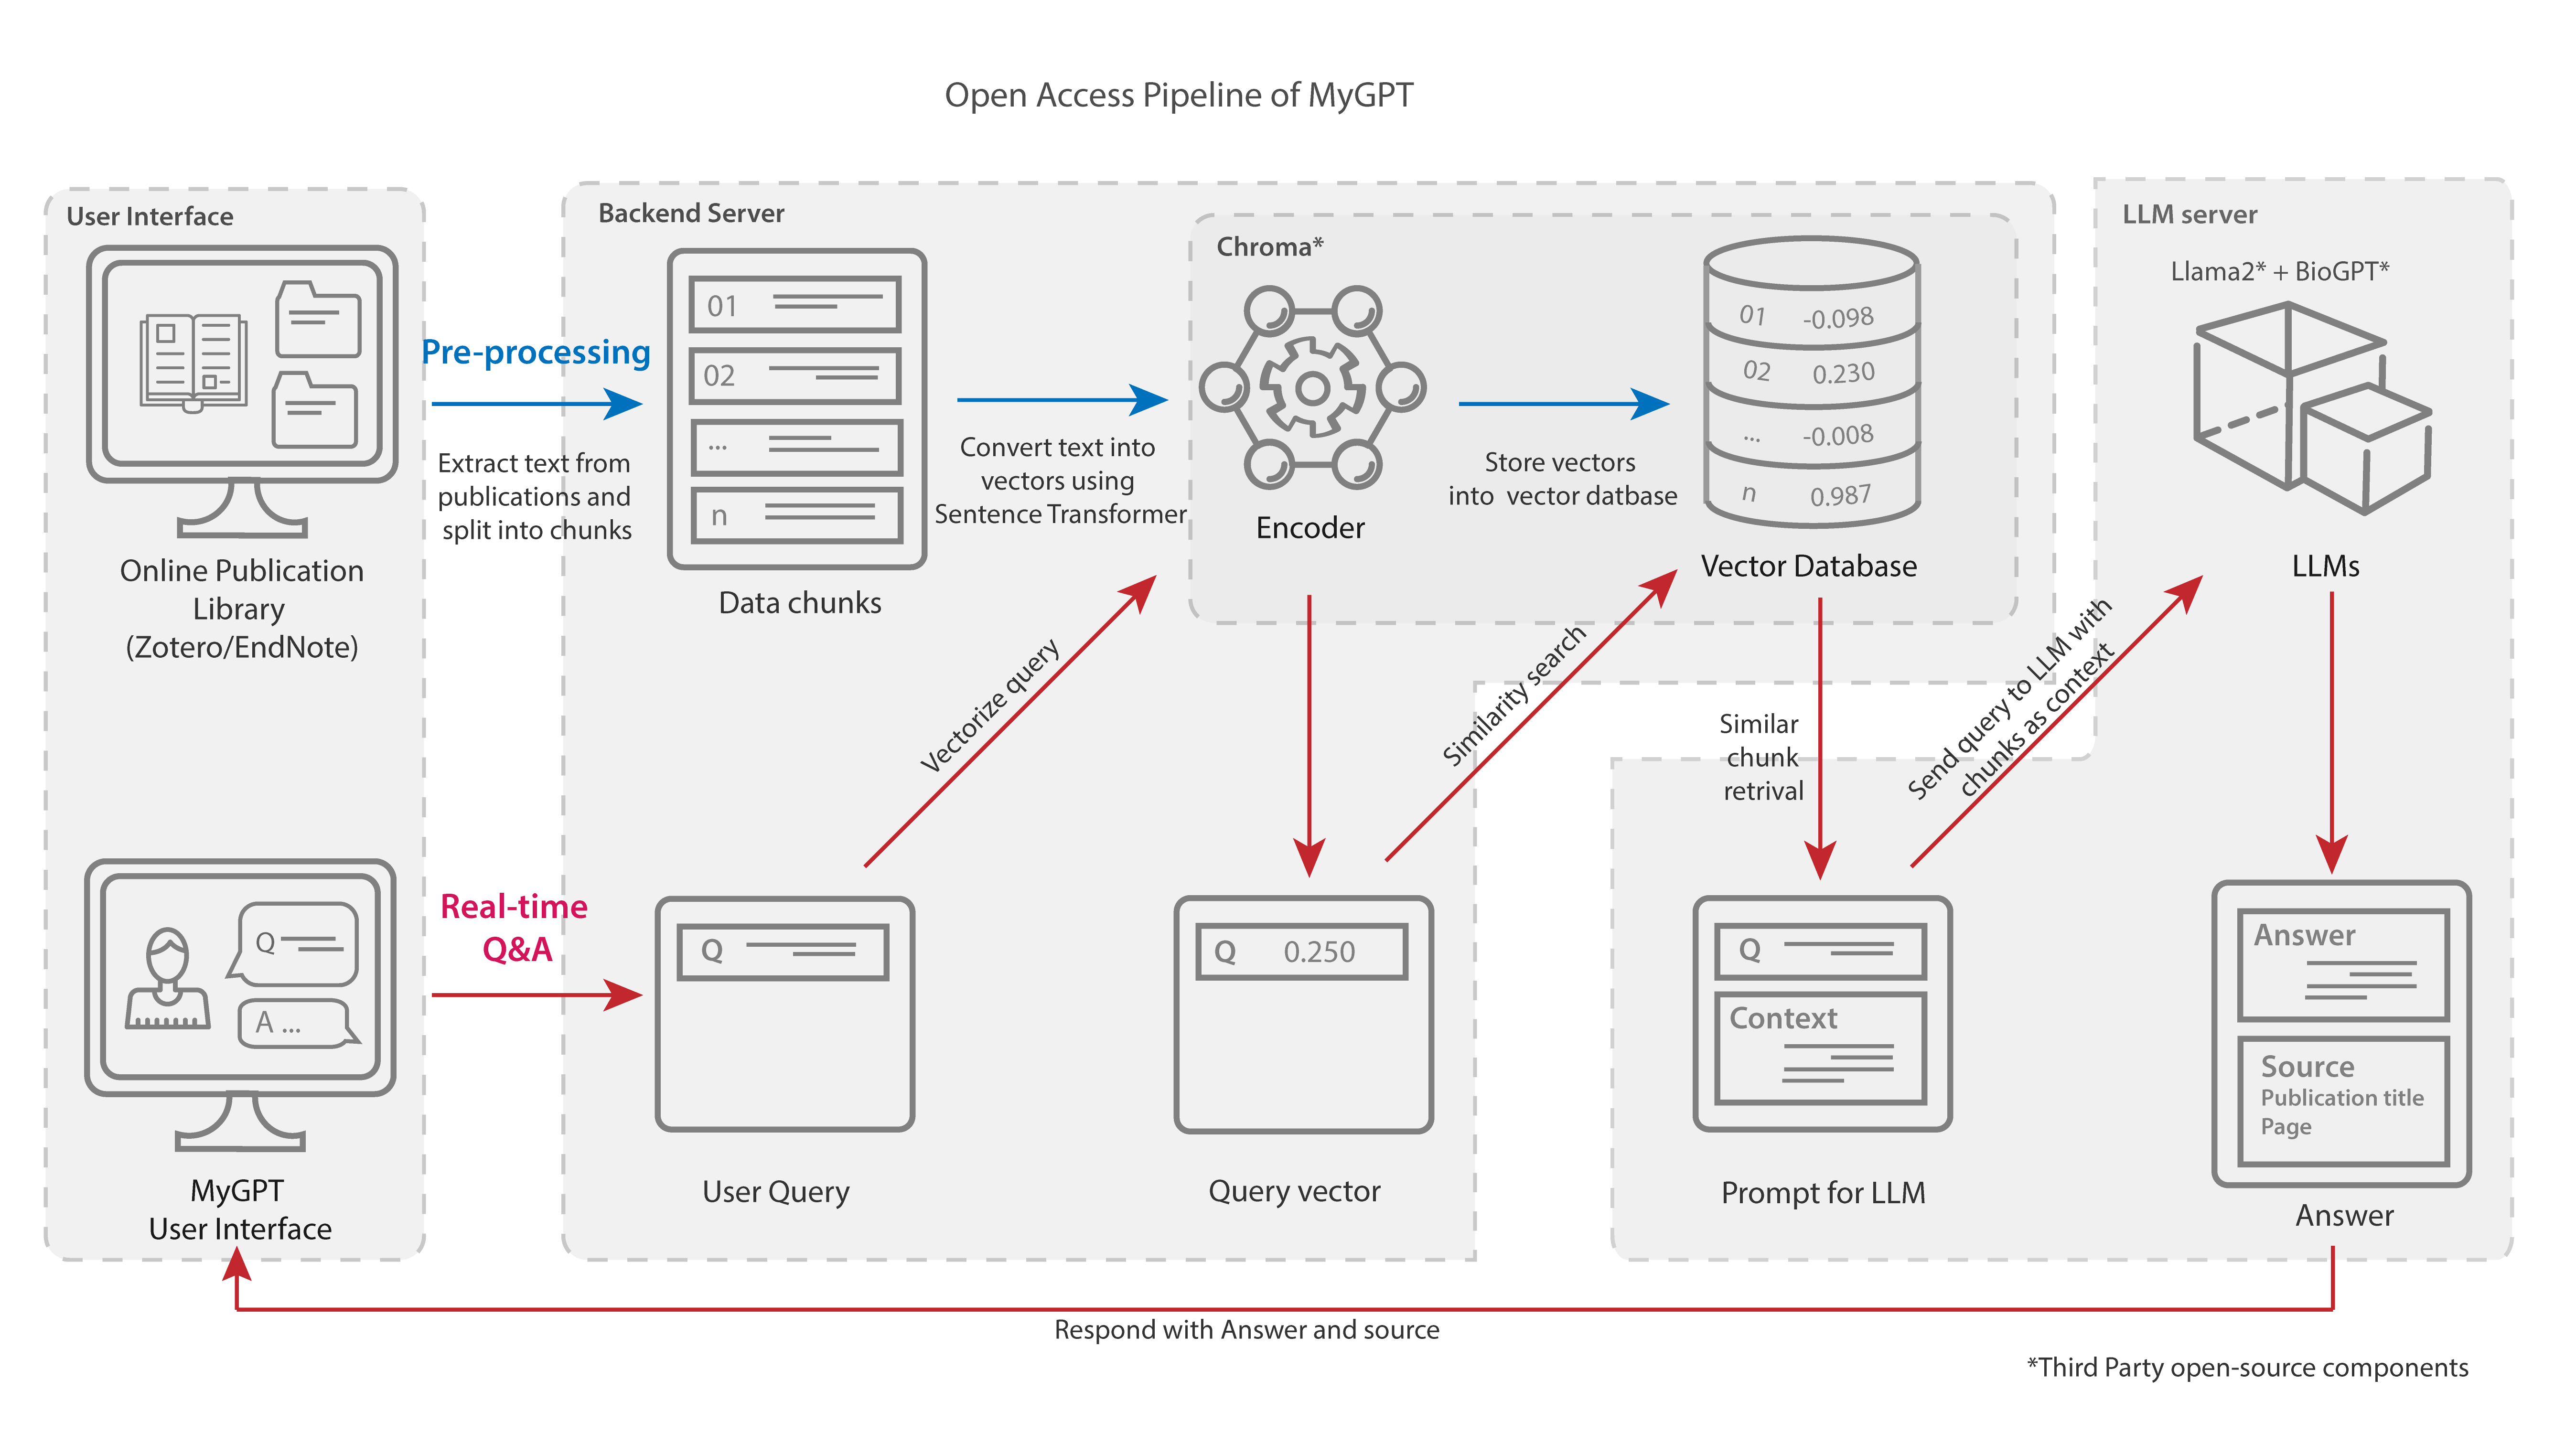 Open Access Pipeline of MyGPT
User Interface
Online Publication
Library
(Zotero/EndNote)
Pre-processing
Extract text from
publications and
split into chunks
Backend Server
01
02
...
n
Data chunks
Convert text into
vectors using
Sentence Transformer
Chroma*
Encoder
Store vectors
into vector datbase
01 -0.098
02 0.230
... -0.008
n 0.987
Vector Database
LLM server
Llama2* + BioGPT*
LLMs
Vectorize query
Similarity search
Similar
chunk
retrival
Send query to LLM with
chunks as context
Q
A ...
MyGPT
User Interface
Real-time
Q&A
Q
User Query
Q 0.250
Query vector
Q
Context
Prompt for LLM
Answer
Source
Publication title
Page
Answer
Respond with Answer and source
*Third Party open-source components